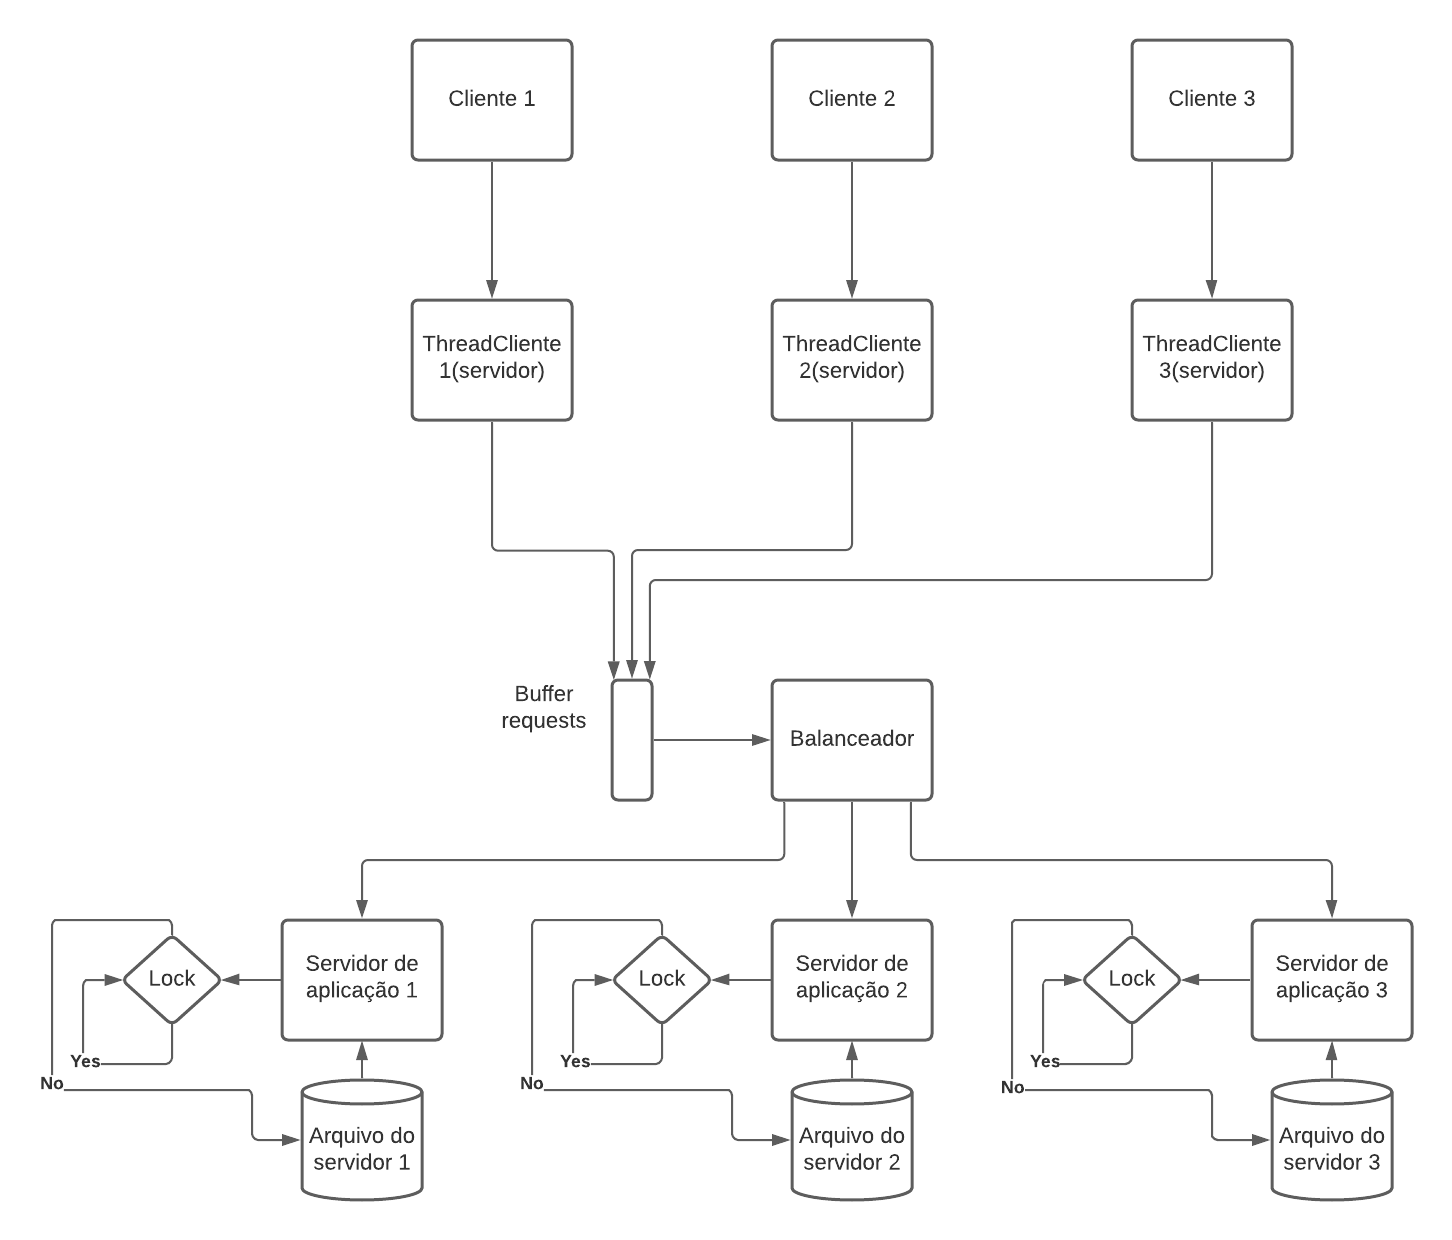 Cliente 1
Cliente 2
Cliente 3
ThreadCliente
1(servidor)
ThreadCliente
2(servidor)
ThreadCliente
3(servidor)
Buffer
requests
Balanceador
Lock
Servidor de
aplicação 1
Lock
Servidor de
aplicação 2
Lock
Servidor de
aplicação 3
Yes
No
Yes
No
Yes
No
Arquivo do
servidor 1
Arquivo do
servidor 2
Arquivo do
servidor 3